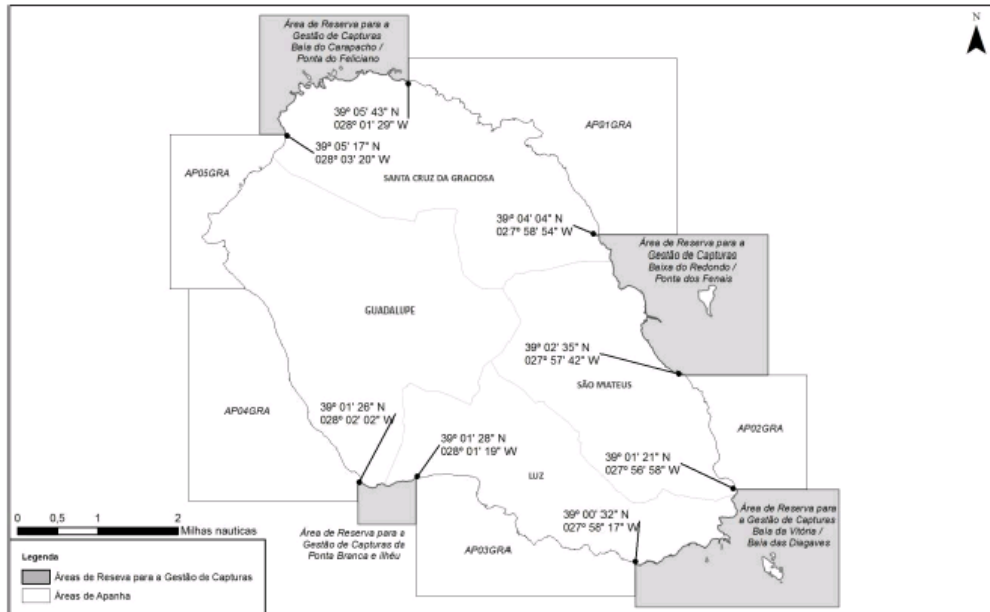 N
Área de Reserva para a
Gestão de Capturas
Baía do Carapacho /
Ponta do Feliciano
39º 05' 43" N
028º 01' 29" W
AP01GRA
39º 05' 17" N
028º 03' 20" W
AP05GRA
SANTA CRUZ DA GRACIOSA
39º 04' 04" N
027º 58' 54" W
Área de Reserva para a
Gestão de Capturas
Baixa do Redondo /
Ponta dos Fenais
GUADALUPE
39º 02' 35" N
027º 57' 42" W
SÃO MATEUS
39º 01' 26" N
028º 02' 02" W
AP04GRA
AP02GRA
39º 01' 28" N
028º 01' 19" W
39º 01' 21" N
027º 56' 58" W
LUZ
39º 00' 32" N
027º 58' 17" W
Área de Reserva para
a Gestão de Capturas
Baía da Vitória /
Baía das Diagaves
0 0,5 1 2
Milhas nauticas
Área de Reserva para a
Gestão de Capturas de
Ponta Branca e Ilhéu
AP03GRA
Legenda
Áreas de Reseva para a Gestão de Capturas
Áreas de Apanha